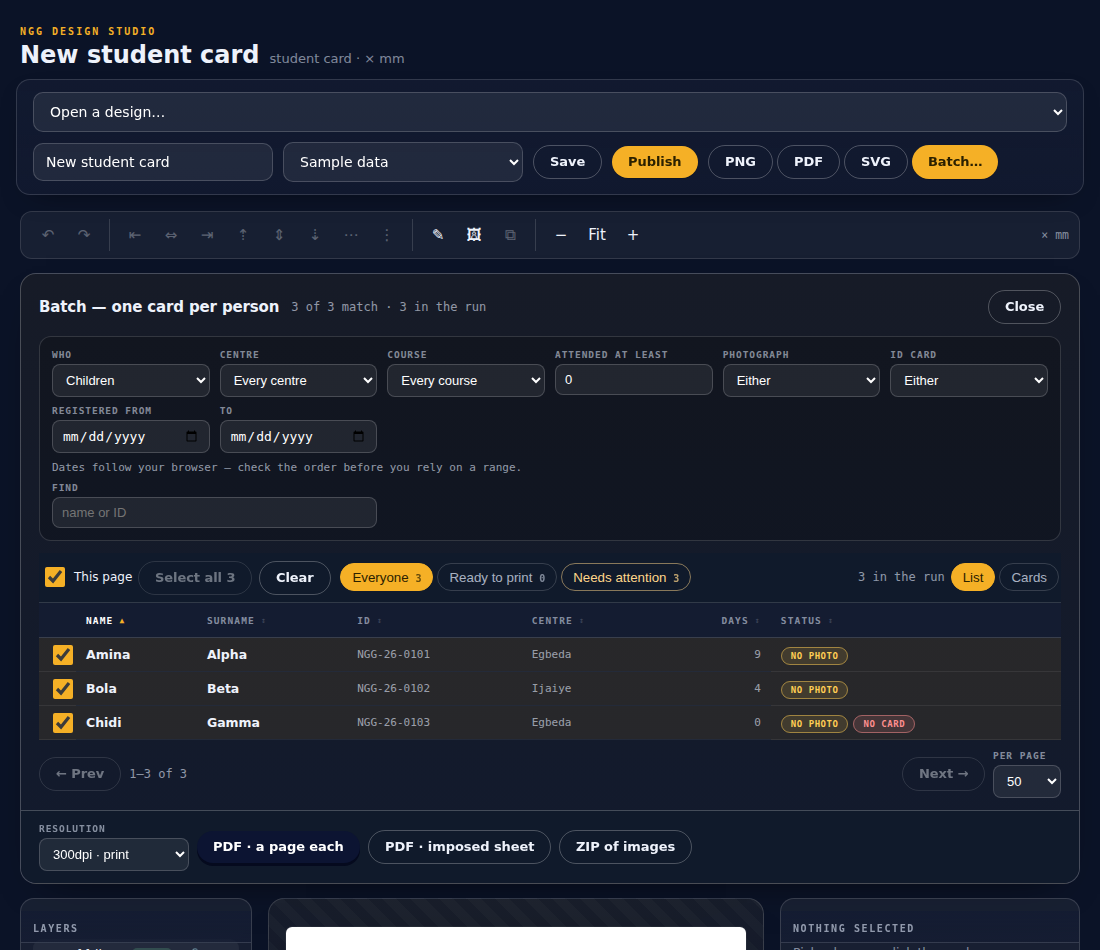 NGG DESIGN STUDIO
New student card student card · × mm
Open a design…
New student card Sample data Save Publish PNG PDF SVG Batch…
− Fit + × mm
Batch — one card per person 3 of 3 match · 3 in the run Close
WHO CENTRE COURSE ATTENDED AT LEAST PHOTOGRAPH ID CARD
Children Every centre Every course 0 Either Either
REGISTERED FROM TO
mm/dd/yyyy mm/dd/yyyy
Dates follow your browser — check the order before you rely on a range.
FIND
name or ID
This page Select all 3 Clear Everyone 3 Ready to print 0 Needs attention 3 3 in the run List Cards
NAME ▲ SURNAME ID CENTRE DAYS STATUS
Amina Alpha NGG-26-0101 Egbeda 9 NO PHOTO
Bola Beta NGG-26-0102 Ijaiye 4 NO PHOTO
Chidi Gamma NGG-26-0103 Egbeda 0 NO PHOTO NO CARD
← Prev 1–3 of 3 Next → PER PAGE
50
RESOLUTION
300dpi · print PDF · a page each PDF · imposed sheet ZIP of images
LAYERS NOTHING SELECTED